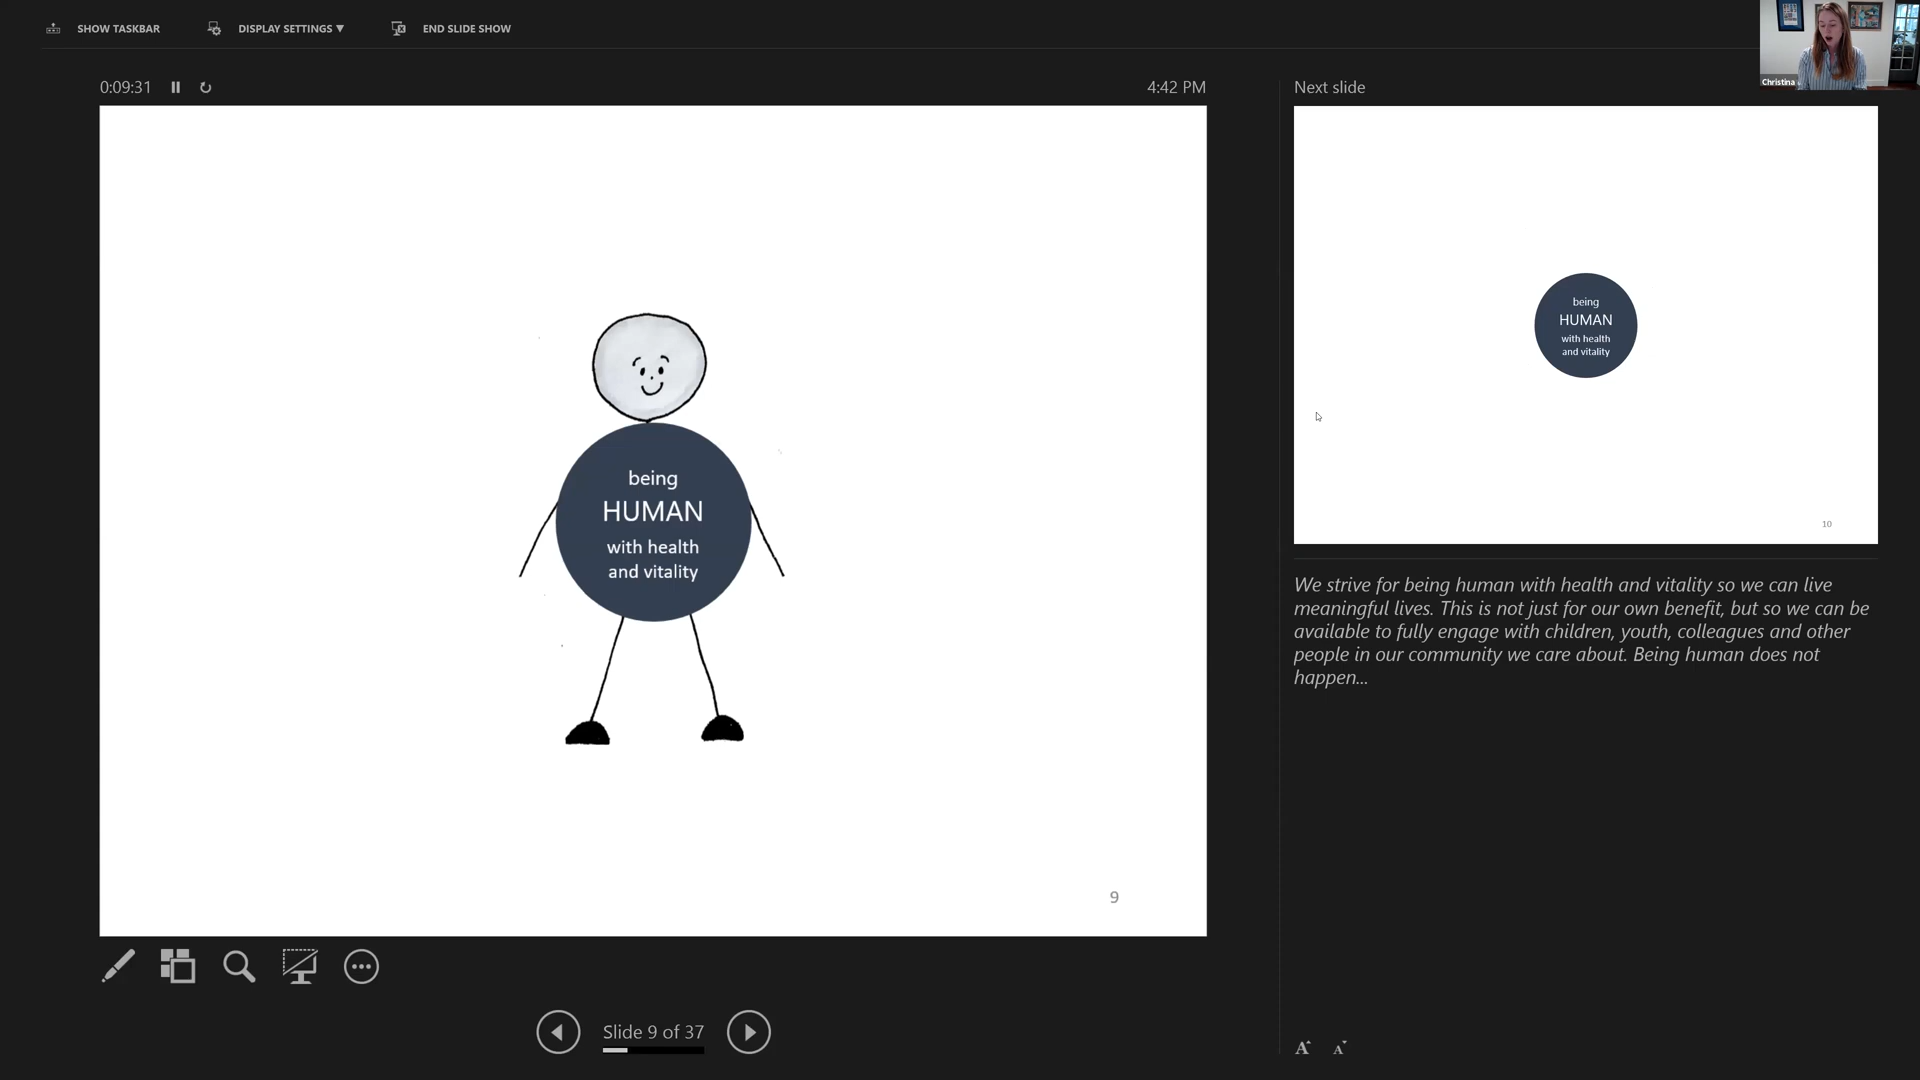 SHOW TASKBAR
DISPLAY SETTINGS ▼
END SLIDE SHOW
Christina
0:09:31
4:42 PM
Next slide
being
HUMAN
with health
and vitality
9
being
HUMAN
with health
and vitality
10
We strive for being human with health and vitality so we can live
meaningful lives. This is not just for our own benefit, but so we can be
available to fully engage with children, youth, colleagues and other
people in our community we care about. Being human does not
happen...
Slide 9 of 37
A A